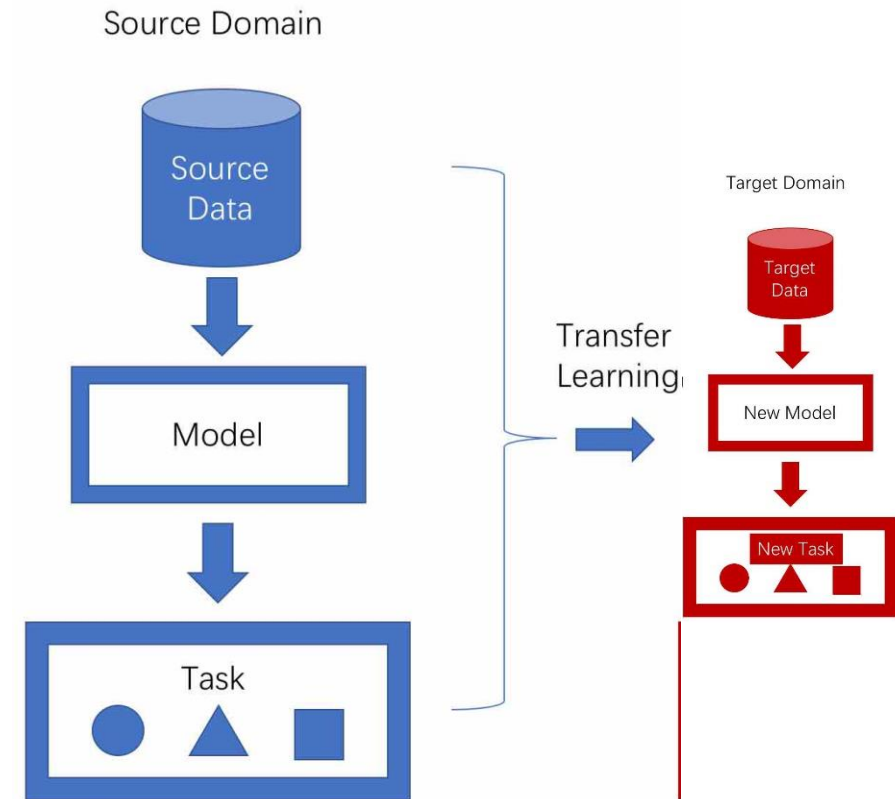 Source Domain
Source
Data
Model
Task
Transfer
Learning
Target Domain
Target
Data
New Model
New Task